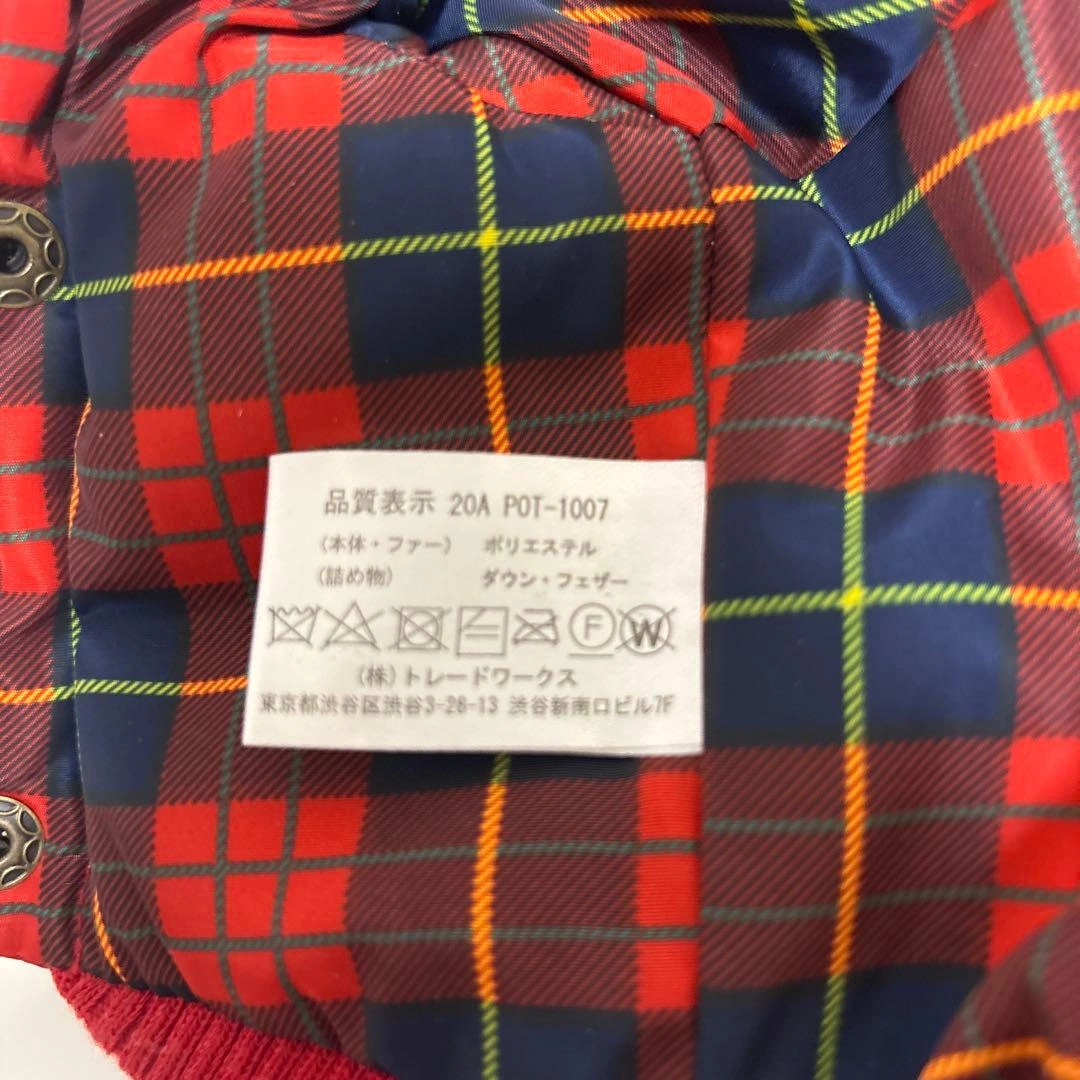 品質表示 20A POT-1007
(本体・ファー) ポリエステル
(詰め物) ダウン・フェザー
F W
(株)トレードワークス
東京都渋谷区渋谷3-28-13 渋谷新南口ビル7F